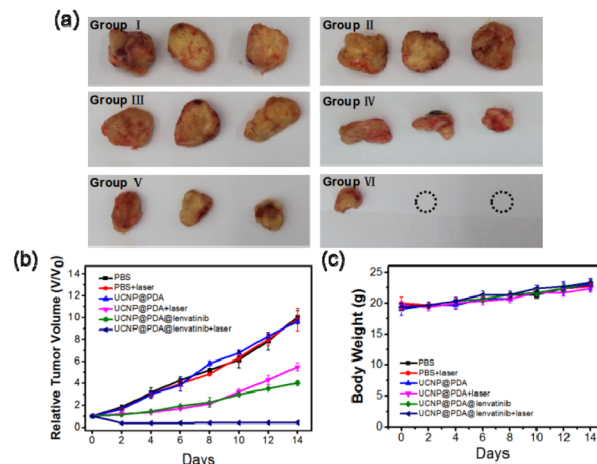 (a)
Group I
Group II
Group III
Group IV
Group V
Group VI
(b)
Relative Tumor Volume (V/V0)
14
12
10
8
6
4
2
0
PBS
PBS+laser
UCNP@PDA
UCNP@PDA+laser
UCNP@PDA@lenvatinib
UCNP@PDA@lenvatinib+laser
0 2 4 6 8 10 12 14
Days
(c)
Body Weight (g)
25
20
15
10
5
0
PBS
PBS+laser
UCNP@PDA
UCNP@PDA+laser
UCNP@PDA@lenvatinib
UCNP@PDA@lenvatinib+laser
0 2 4 6 8 10 12 14
Days